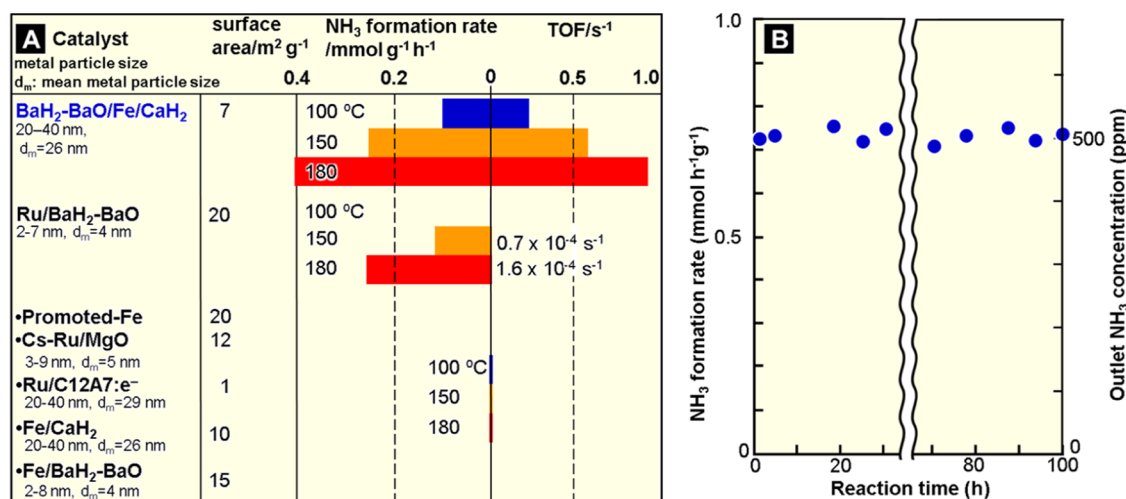 A Catalyst
metal particle size
dₘ: mean metal particle size
surface
area/m² g⁻¹
NH₃ formation rate
/mmol g⁻¹ h⁻¹
TOF/s⁻¹
0.4 0.2 0 0.5 1.0
BaH₂-BaO/Fe/CaH₂ 7 100 ⁰C
20–40 nm,
dₘ=26 nm
150
180
Ru/BaH₂-BaO 20 100 ⁰C
2-7 nm, dₘ=4 nm
150 0.7 x 10⁻⁴ s⁻¹
180 1.6 x 10⁻⁴ s⁻¹
•Promoted-Fe 20
•Cs-Ru/MgO 12
3-9 nm, dₘ=5 nm 100 ⁰C
•Ru/C12A7:e⁻ 1 150
20-40 nm, dₘ=29 nm
•Fe/CaH₂ 10 180
20-40 nm, dₘ=26 nm
•Fe/BaH₂-BaO 15
2-8 nm, dₘ=4 nm
B
NH₃ formation rate (mmol h⁻¹g⁻¹)
1.0
0.5
0
0 20 80 100
Reaction time (h)
500
0
Outlet NH₃ concentration (ppm)